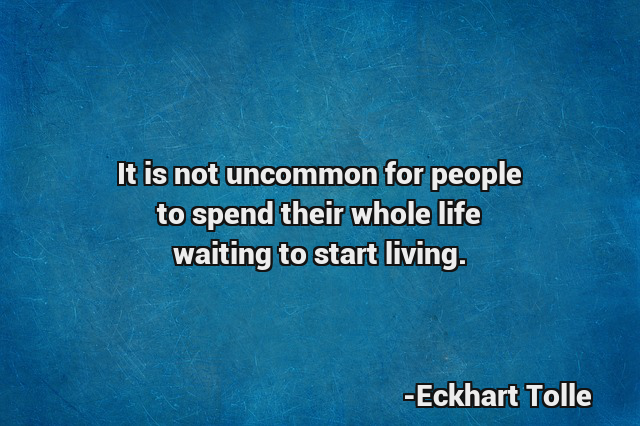 It is not uncommon for people
to spend their whole life
waiting to start living.
-Eckhart Tolle